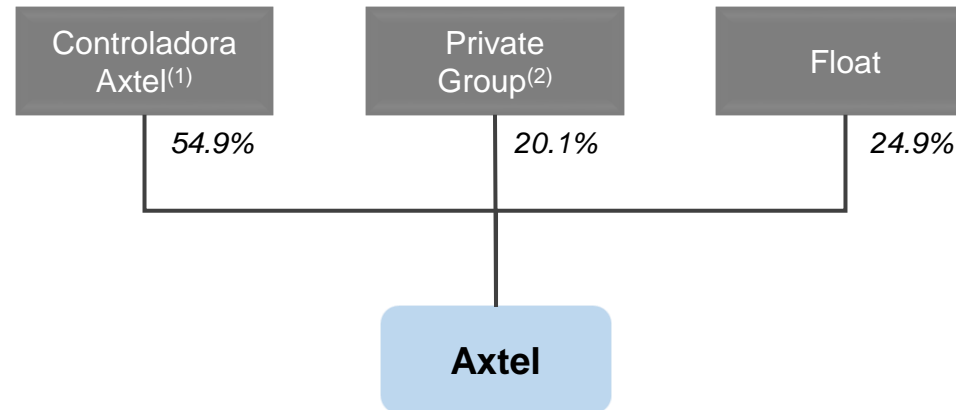 Controladora
Axtel(1)
Private
Group(2)
Float
54.9%
20.1%
24.9%
Axtel